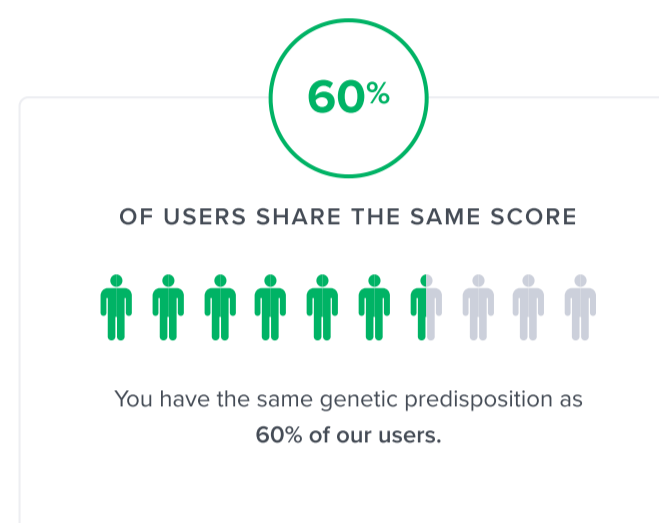 60%
OF USERS SHARE THE SAME SCORE
You have the same genetic predisposition as
60% of our users.